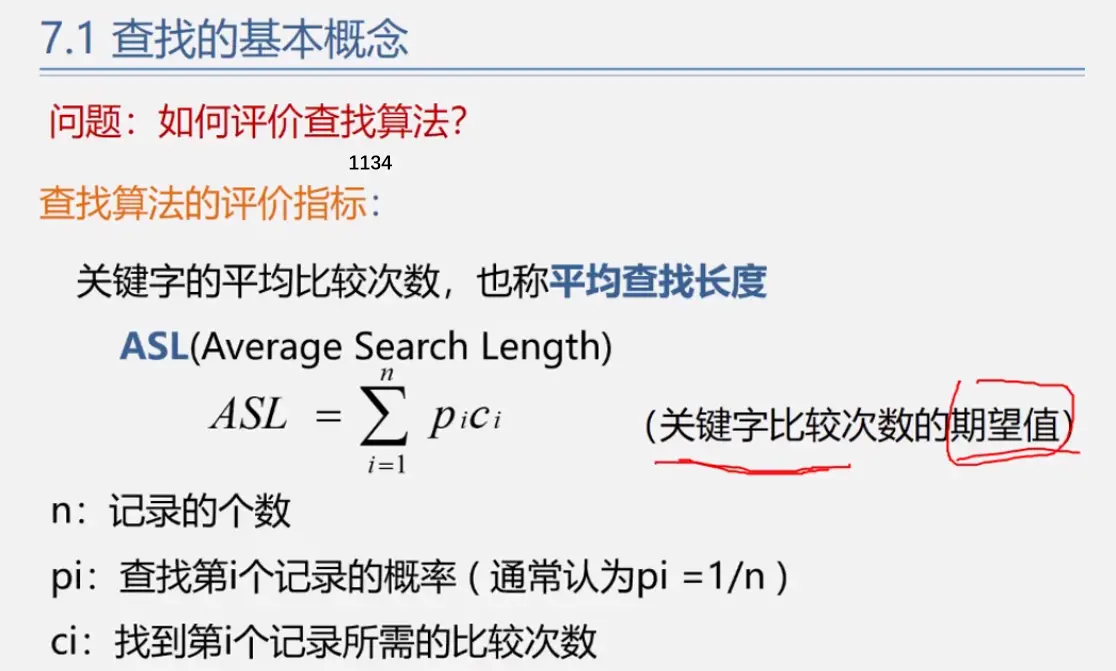 7.1 查找的基本概念
问题：如何评价查找算法？
1134
查找算法的评价指标：
关键字的平均比较次数，也称平均查找长度
ASL(Average Search Length)
ASL = \sum_{i=1}^{n} p_i c_i （关键字比较次数的期望值）
n：记录的个数
pi：查找第i个记录的概率 ( 通常认为pi =1/n )
ci：找到第i个记录所需的比较次数